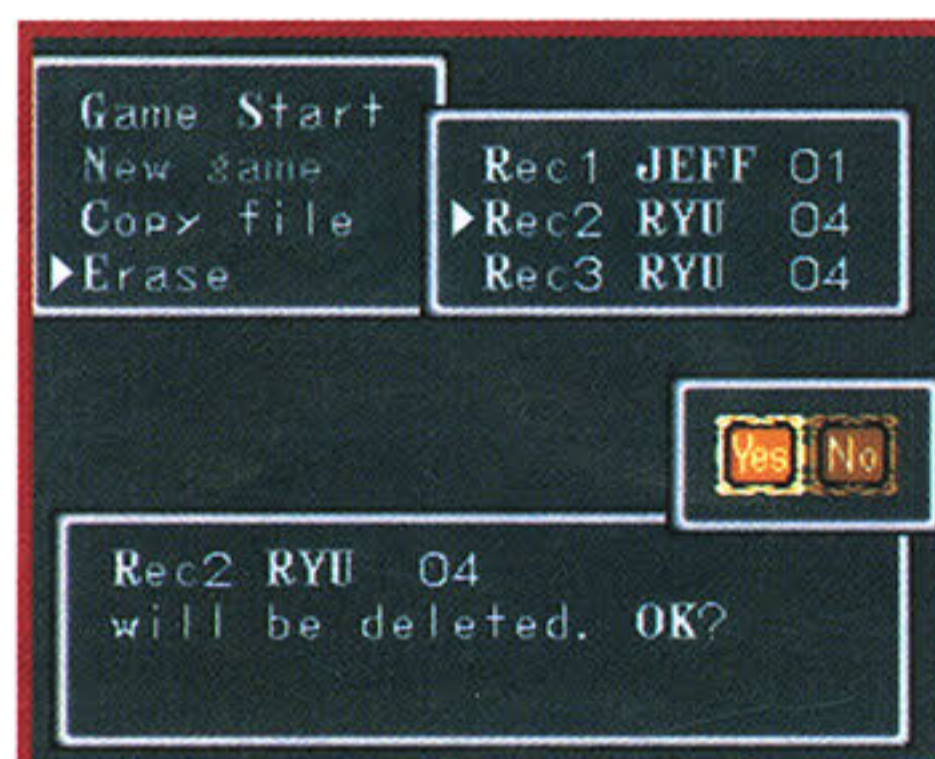 Game Start
New game
Copy file
Erase
Rec1 JEFF 01
Rec2 RYU 04
Rec3 RYU 04
Yes No
Rec2 RYU 04
will be deleted. OK?